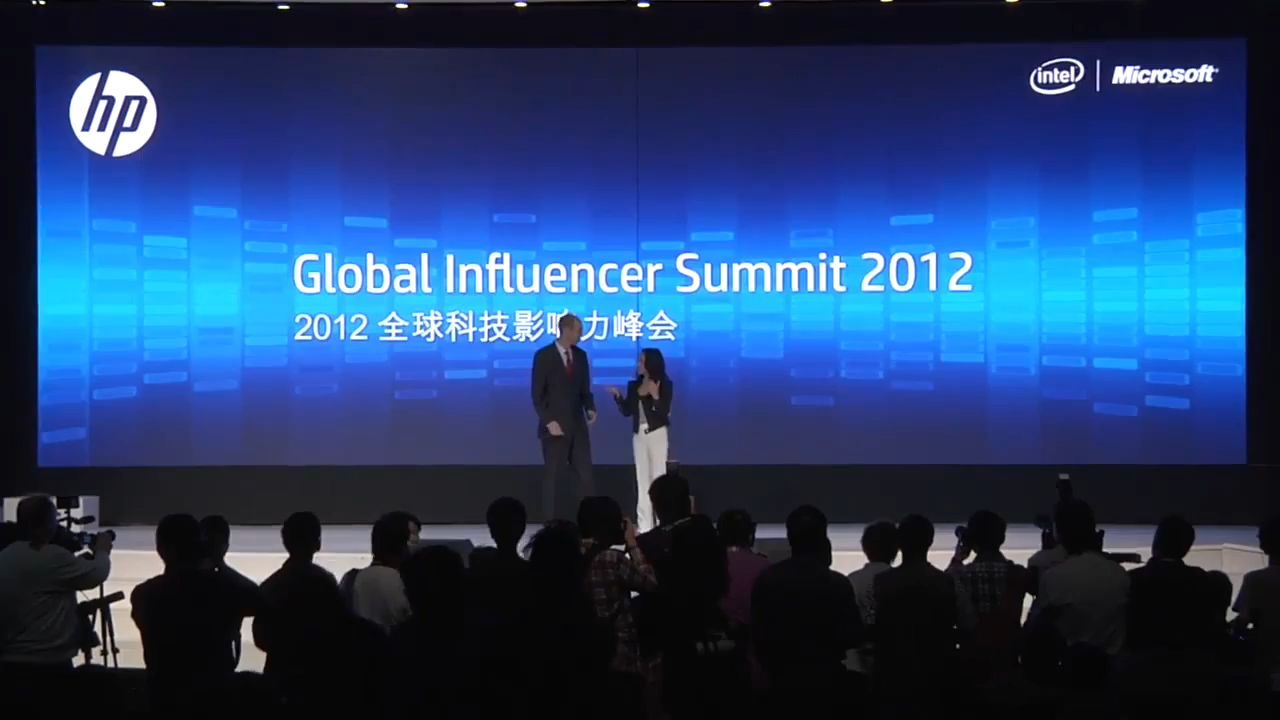 hp
intel | Microsoft
Global Influencer Summit 2012
2012 全球科技影响力峰会